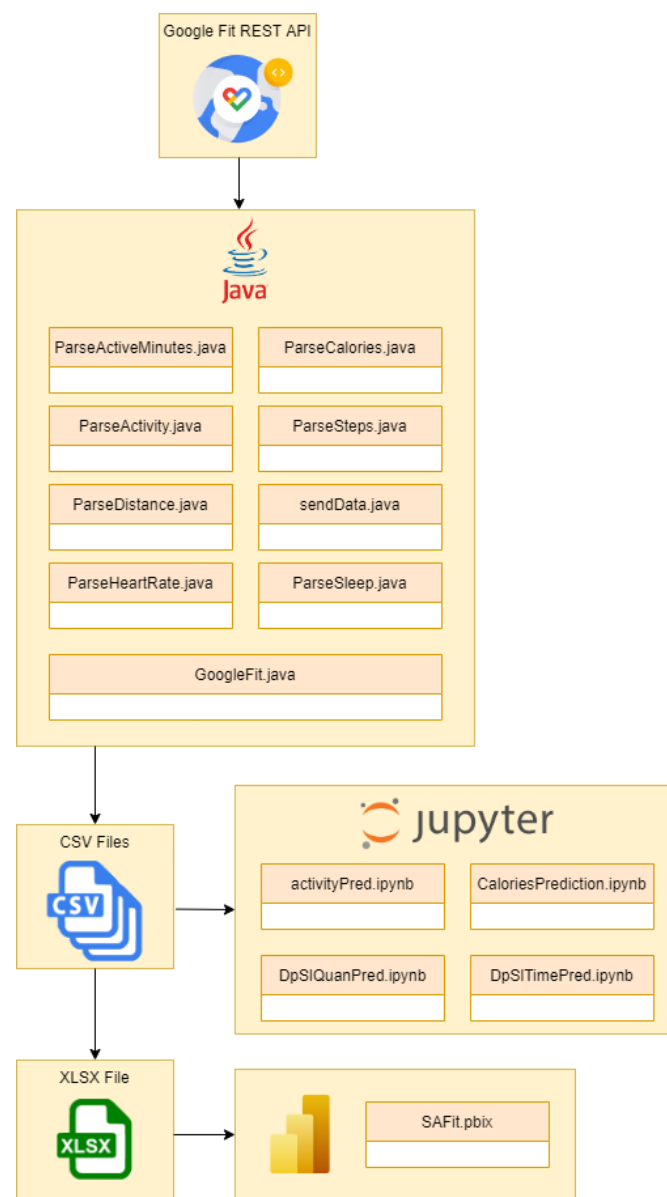 Google Fit REST API
Java
ParseActiveMinutes.java
ParseCalories.java
ParseActivity.java
ParseSteps.java
ParseDistance.java
sendData.java
ParseHeartRate.java
ParseSleep.java
GoogleFit.java
CSV Files
CSV
jupyter
activityPred.ipynb
CaloriesPrediction.ipynb
DpSlQuanPred.ipynb
DpSlTimePred.ipynb
XLSX File
XLSX
SAFit.pbix